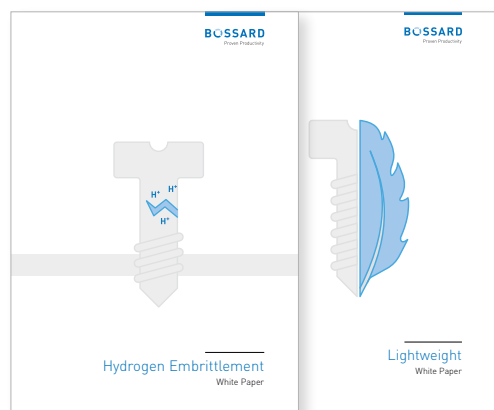 BOSSARD
Proven Productivity
H+
H+
H+
Hydrogen Embrittlement
White Paper
BOSSARD
Proven Productivity
Lightweight
White Paper